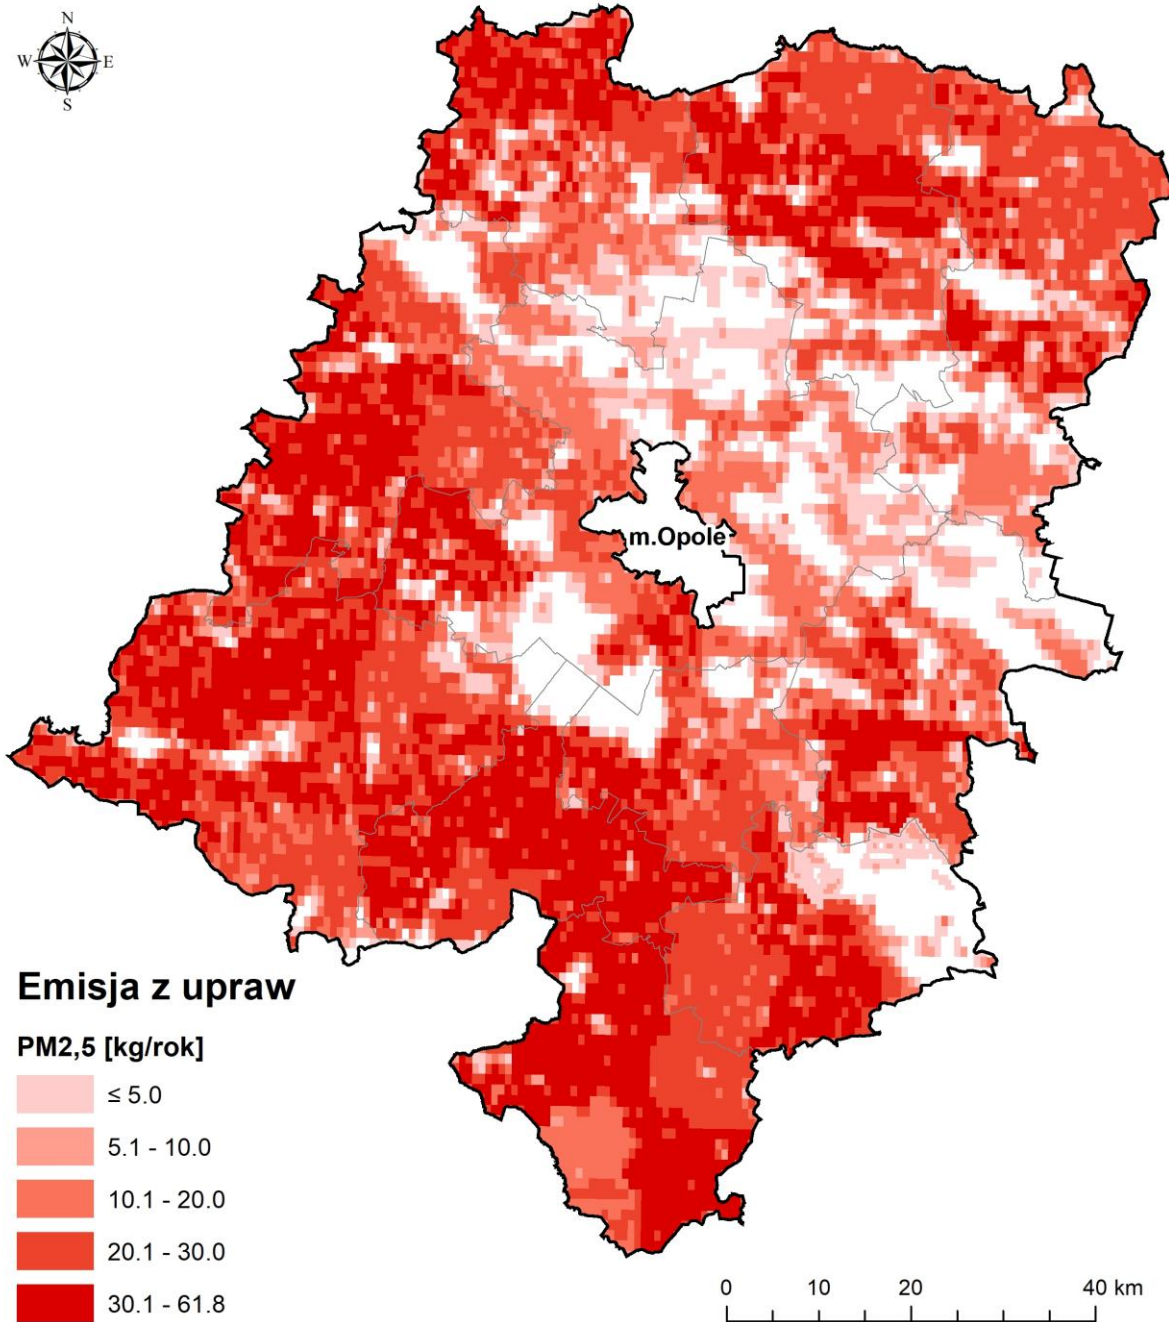 N
W E
S
m.Opole
Emisja z upraw
PM2,5 [kg/rok]
≤ 5.0
5.1 - 10.0
10.1 - 20.0
20.1 - 30.0
30.1 - 61.8
0 10 20 40 km